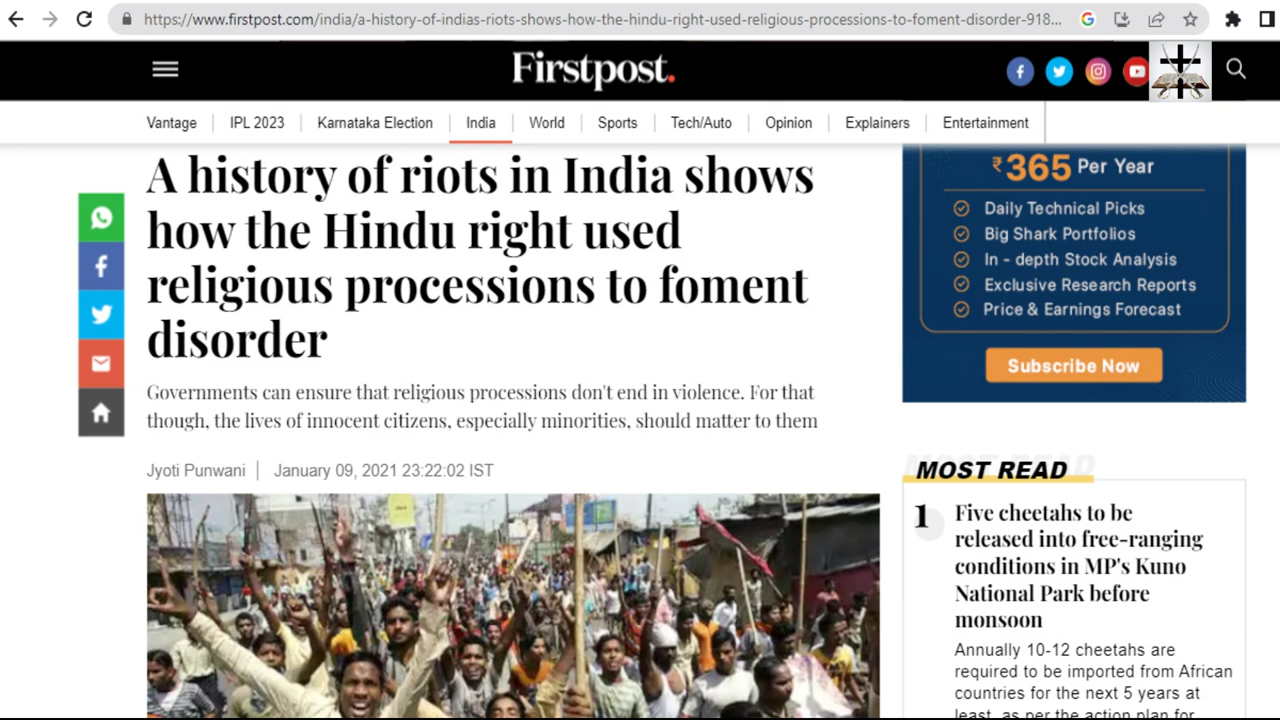 https://www.firstpost.com/india/a-history-of-indias-riots-shows-how-the-hindu-right-used-religious-processions-to-foment-disorder-918...
Firstpost.
Vantage
IPL 2023
Karnataka Election
India
World
Sports
Tech/Auto
Opinion
Explainers
Entertainment
A history of riots in India shows
how the Hindu right used
religious processions to foment
disorder
Governments can ensure that religious processions don't end in violence. For that
though, the lives of innocent citizens, especially minorities, should matter to them
Jyoti Punwani
January 09, 2021 23:22:02 IST
₹365 Per Year
Daily Technical Picks
Big Shark Portfolios
In - depth Stock Analysis
Exclusive Research Reports
Price & Earnings Forecast
Subscribe Now
MOST READ
1
Five cheetahs to be
released into free-ranging
conditions in MP's Kuno
National Park before
monsoon
Annually 10-12 cheetahs are
required to be imported from African
countries for the next 5 years at
least, as per the action plan for